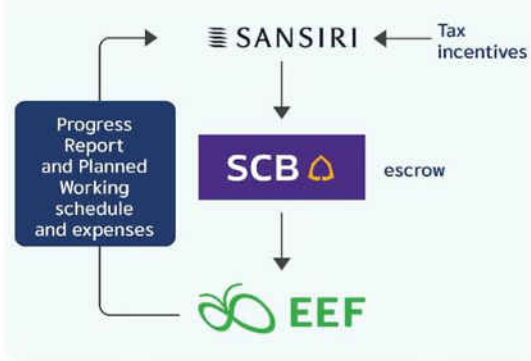 SANSIRI
Tax
incentives
Progress
Report
and Planned
Working
schedule
and expenses
SCB
escrow
EEF